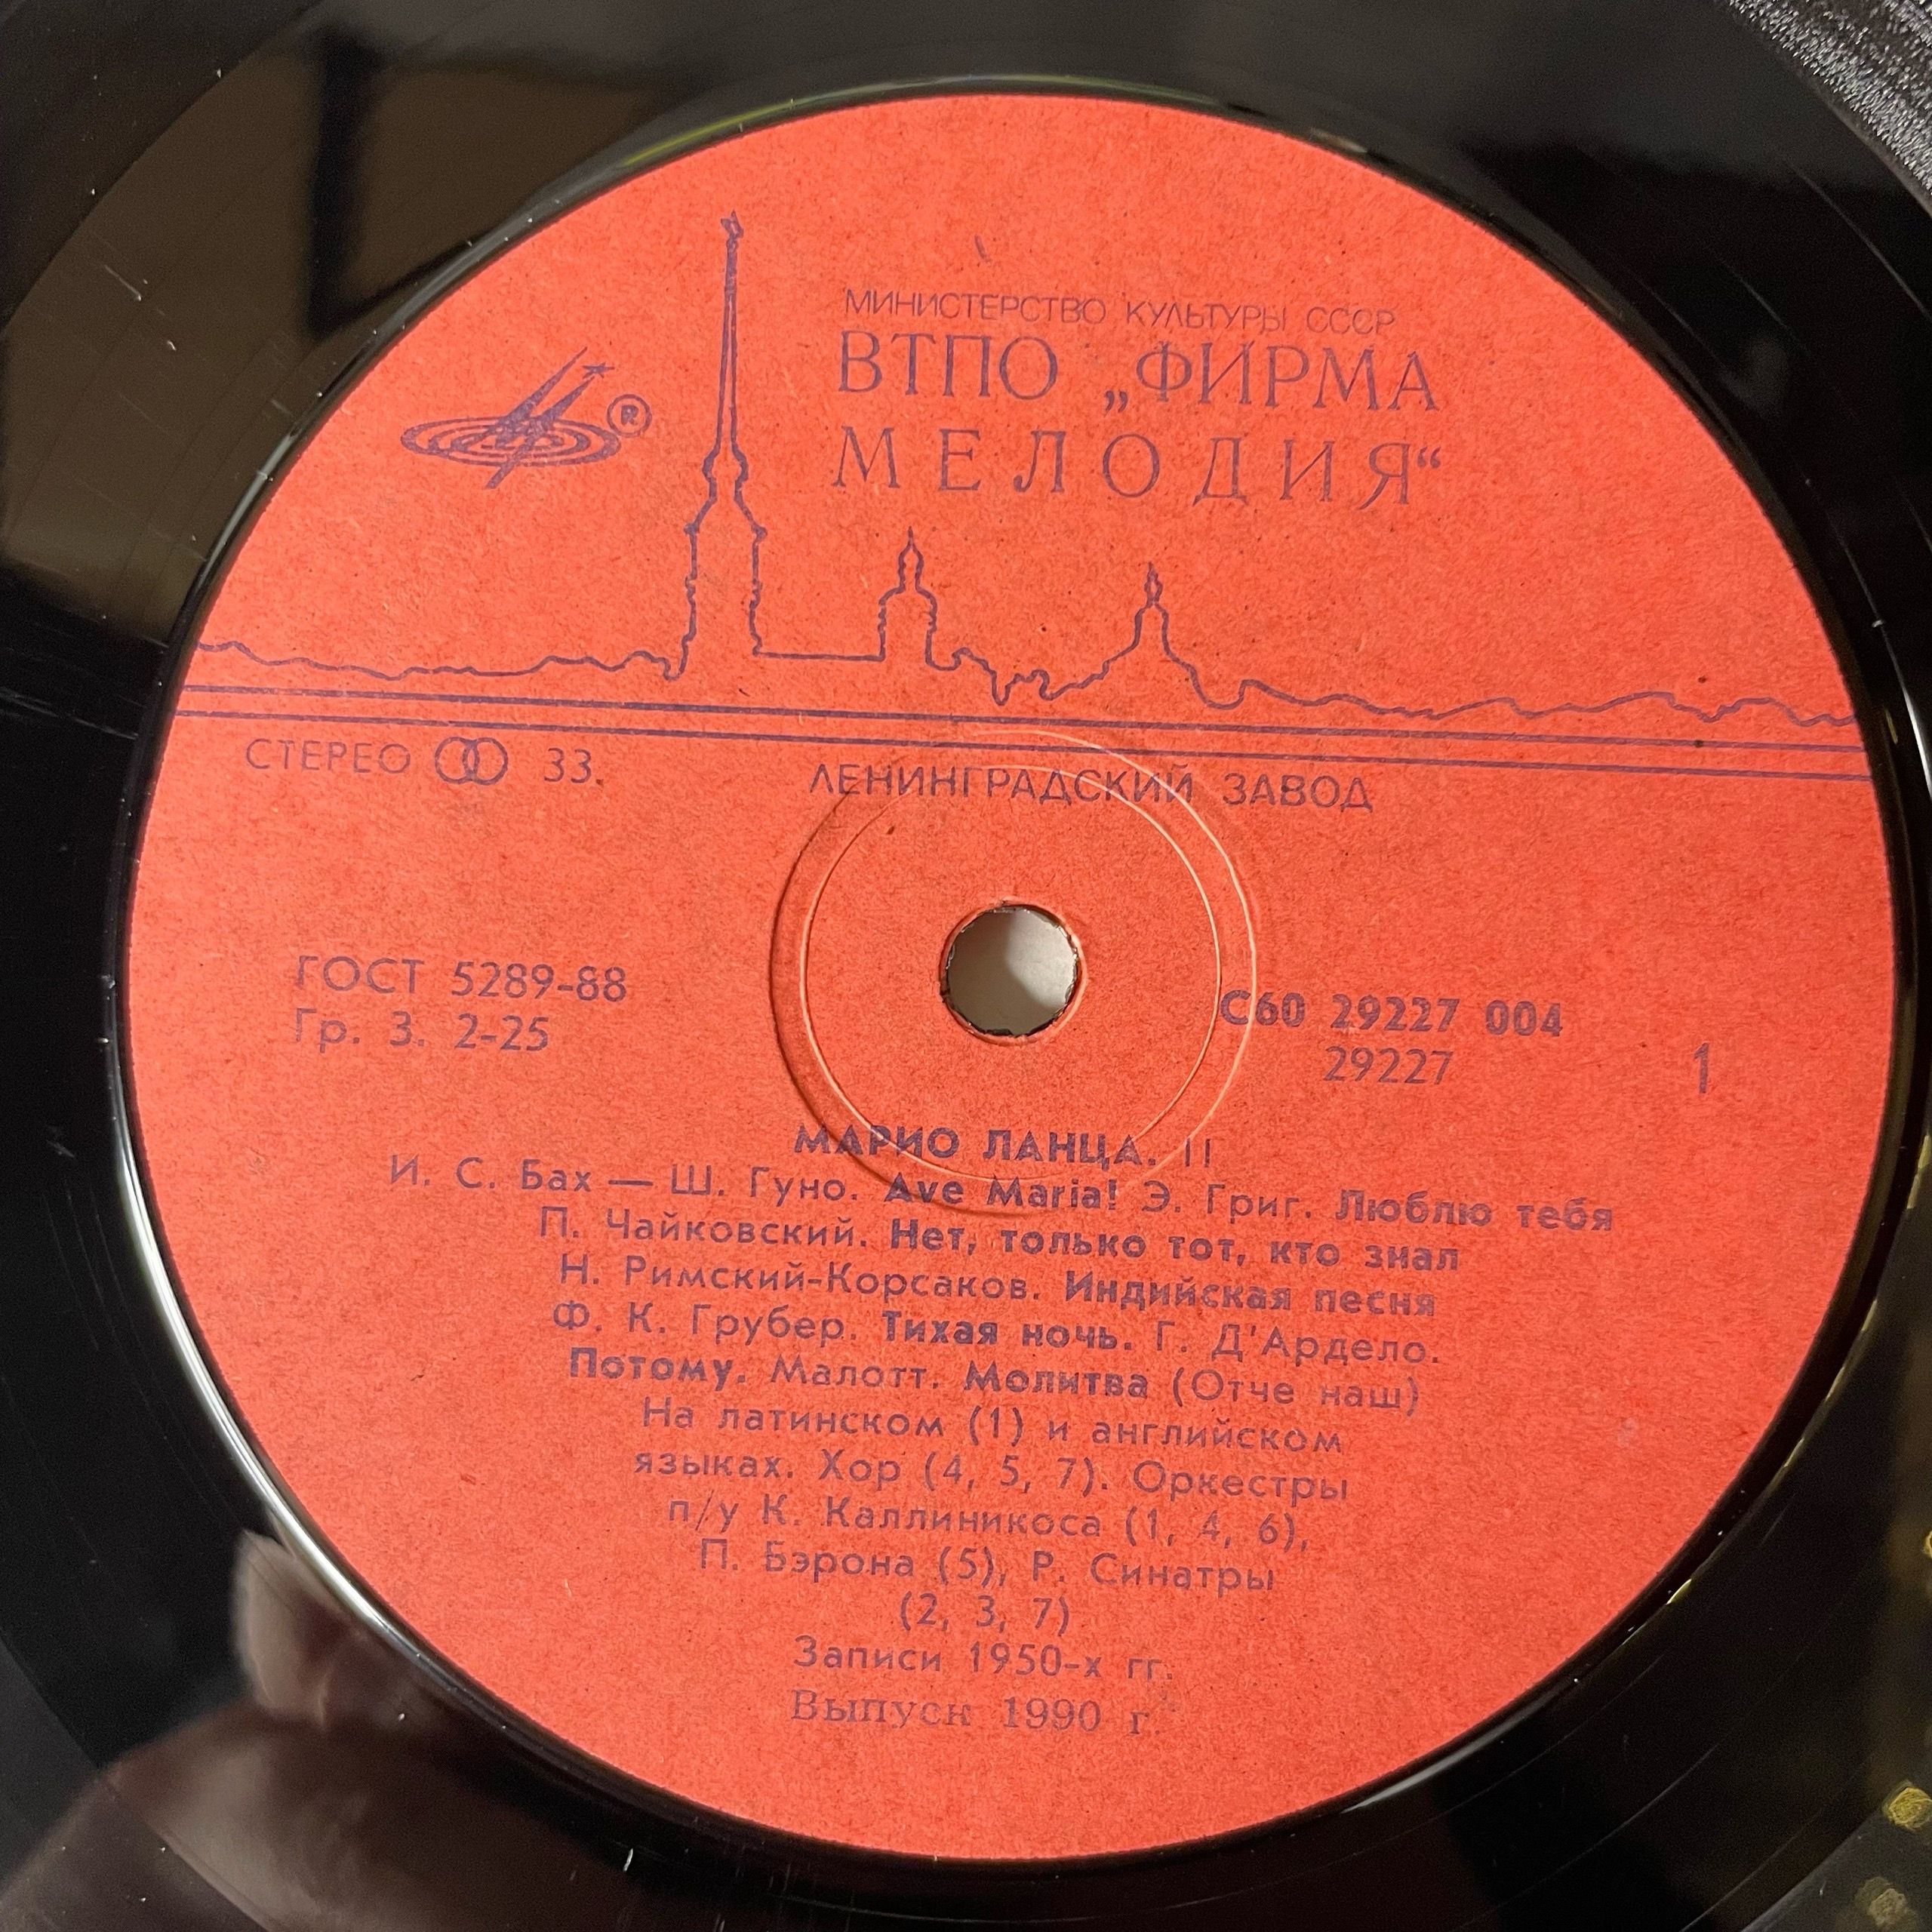 МИНИСТЕРСТВО КУЛЬТУРЫ СССР
ВТПО „ФИРМА
МЕЛОДИЯ“
®
СТЕРЕО 33.
ЛЕНИНГРАДСКИЙ ЗАВОД
ГОСТ 5289-88
Гр. 3. 2-25
С60 29227 004
29227
1
МАРИО ЛАНЦА. II
И. С. Бах — Ш. Гуно. Ave Maria! Э. Григ. Люблю тебя
П. Чайковский. Нет, только тот, кто знал
Н. Римский-Корсаков. Индийская песня
Ф. К. Грубер. Тихая ночь. Г. Д'Ардело.
Потому. Малотт. Молитва (Отче наш)
На латинском (1) и английском
языках. Хор (4, 5, 7). Оркестры
п/у К. Каллиникоса (1, 4, 6),
П. Бэрона (5), Р. Синатры
(2, 3, 7)
Записи 1950-х гг.
Выпуск 1990 г.